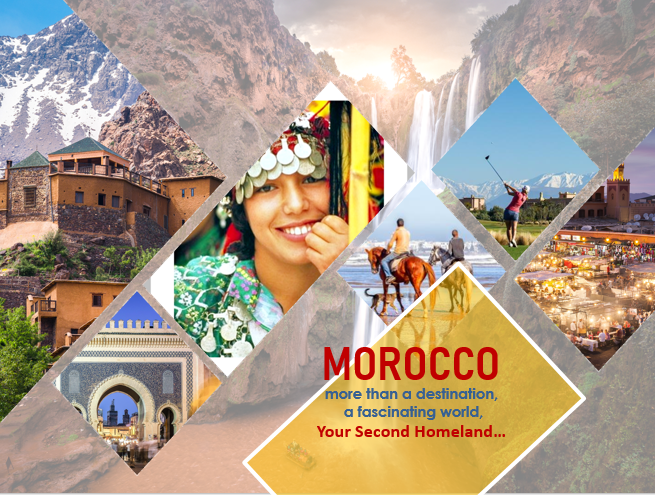 MOROCCO
more than a destination,
a fascinating world,
Your Second Homeland...